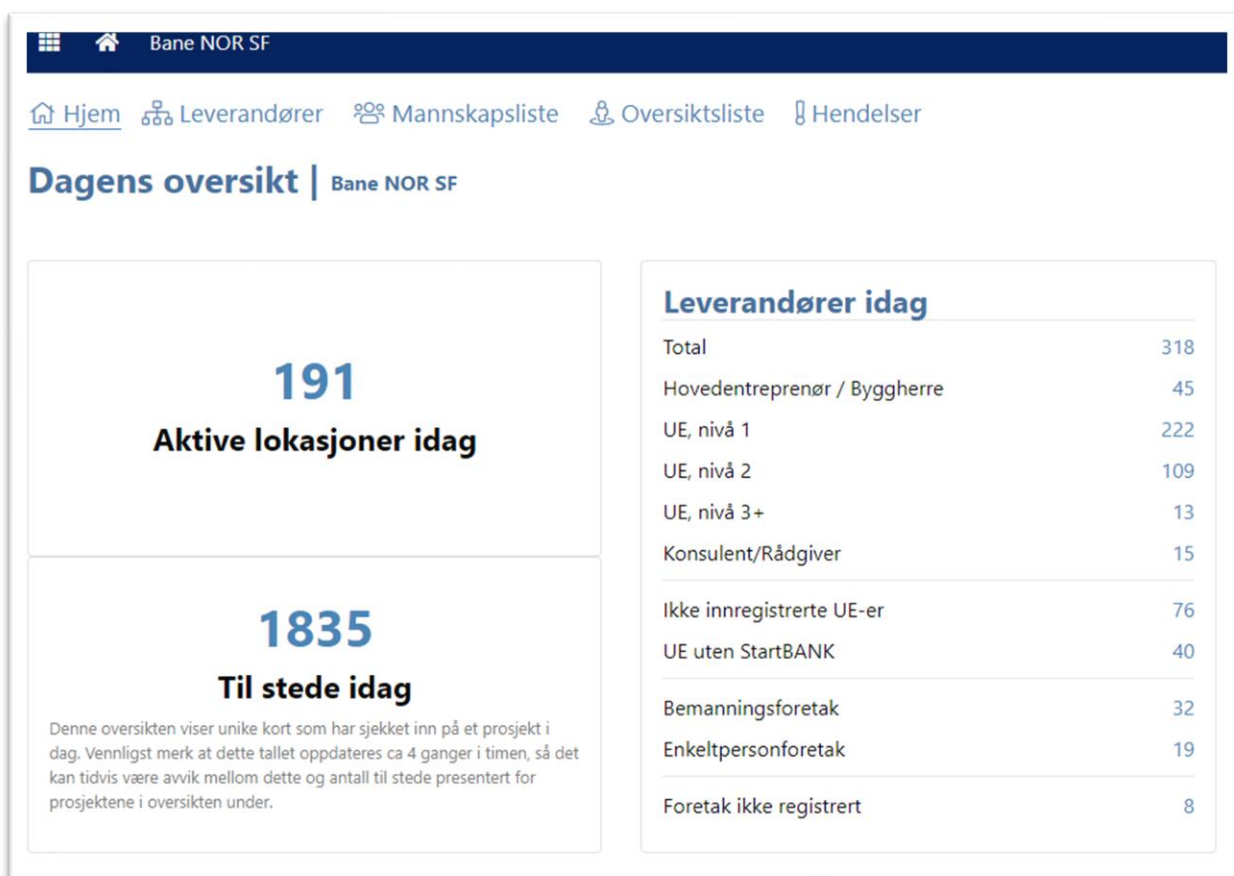 Bane NOR SF
Hjem Leverandører Mannskapsliste Oversiktsliste Hendelser
Dagens oversikt | Bane NOR SF
191
Aktive lokasjoner idag
1835
Til stede idag
Denne oversikten viser unike kort som har sjekket inn på et prosjekt i
dag. Vennligst merk at dette tallet oppdateres ca 4 ganger i timen, så det
kan tidvis være avvik mellom dette og antall til stede presentert for
prosjektene i oversikten under.
Leverandører idag
Total 318
Hovedentreprenør / Byggherre 45
UE, nivå 1 222
UE, nivå 2 109
UE, nivå 3+ 13
Konsulent/Rådgiver 15
Ikke innregistrerte UE-er 76
UE uten StartBANK 40
Bemanningsforetak 32
Enkeltpersonforetak 19
Foretak ikke registrert 8